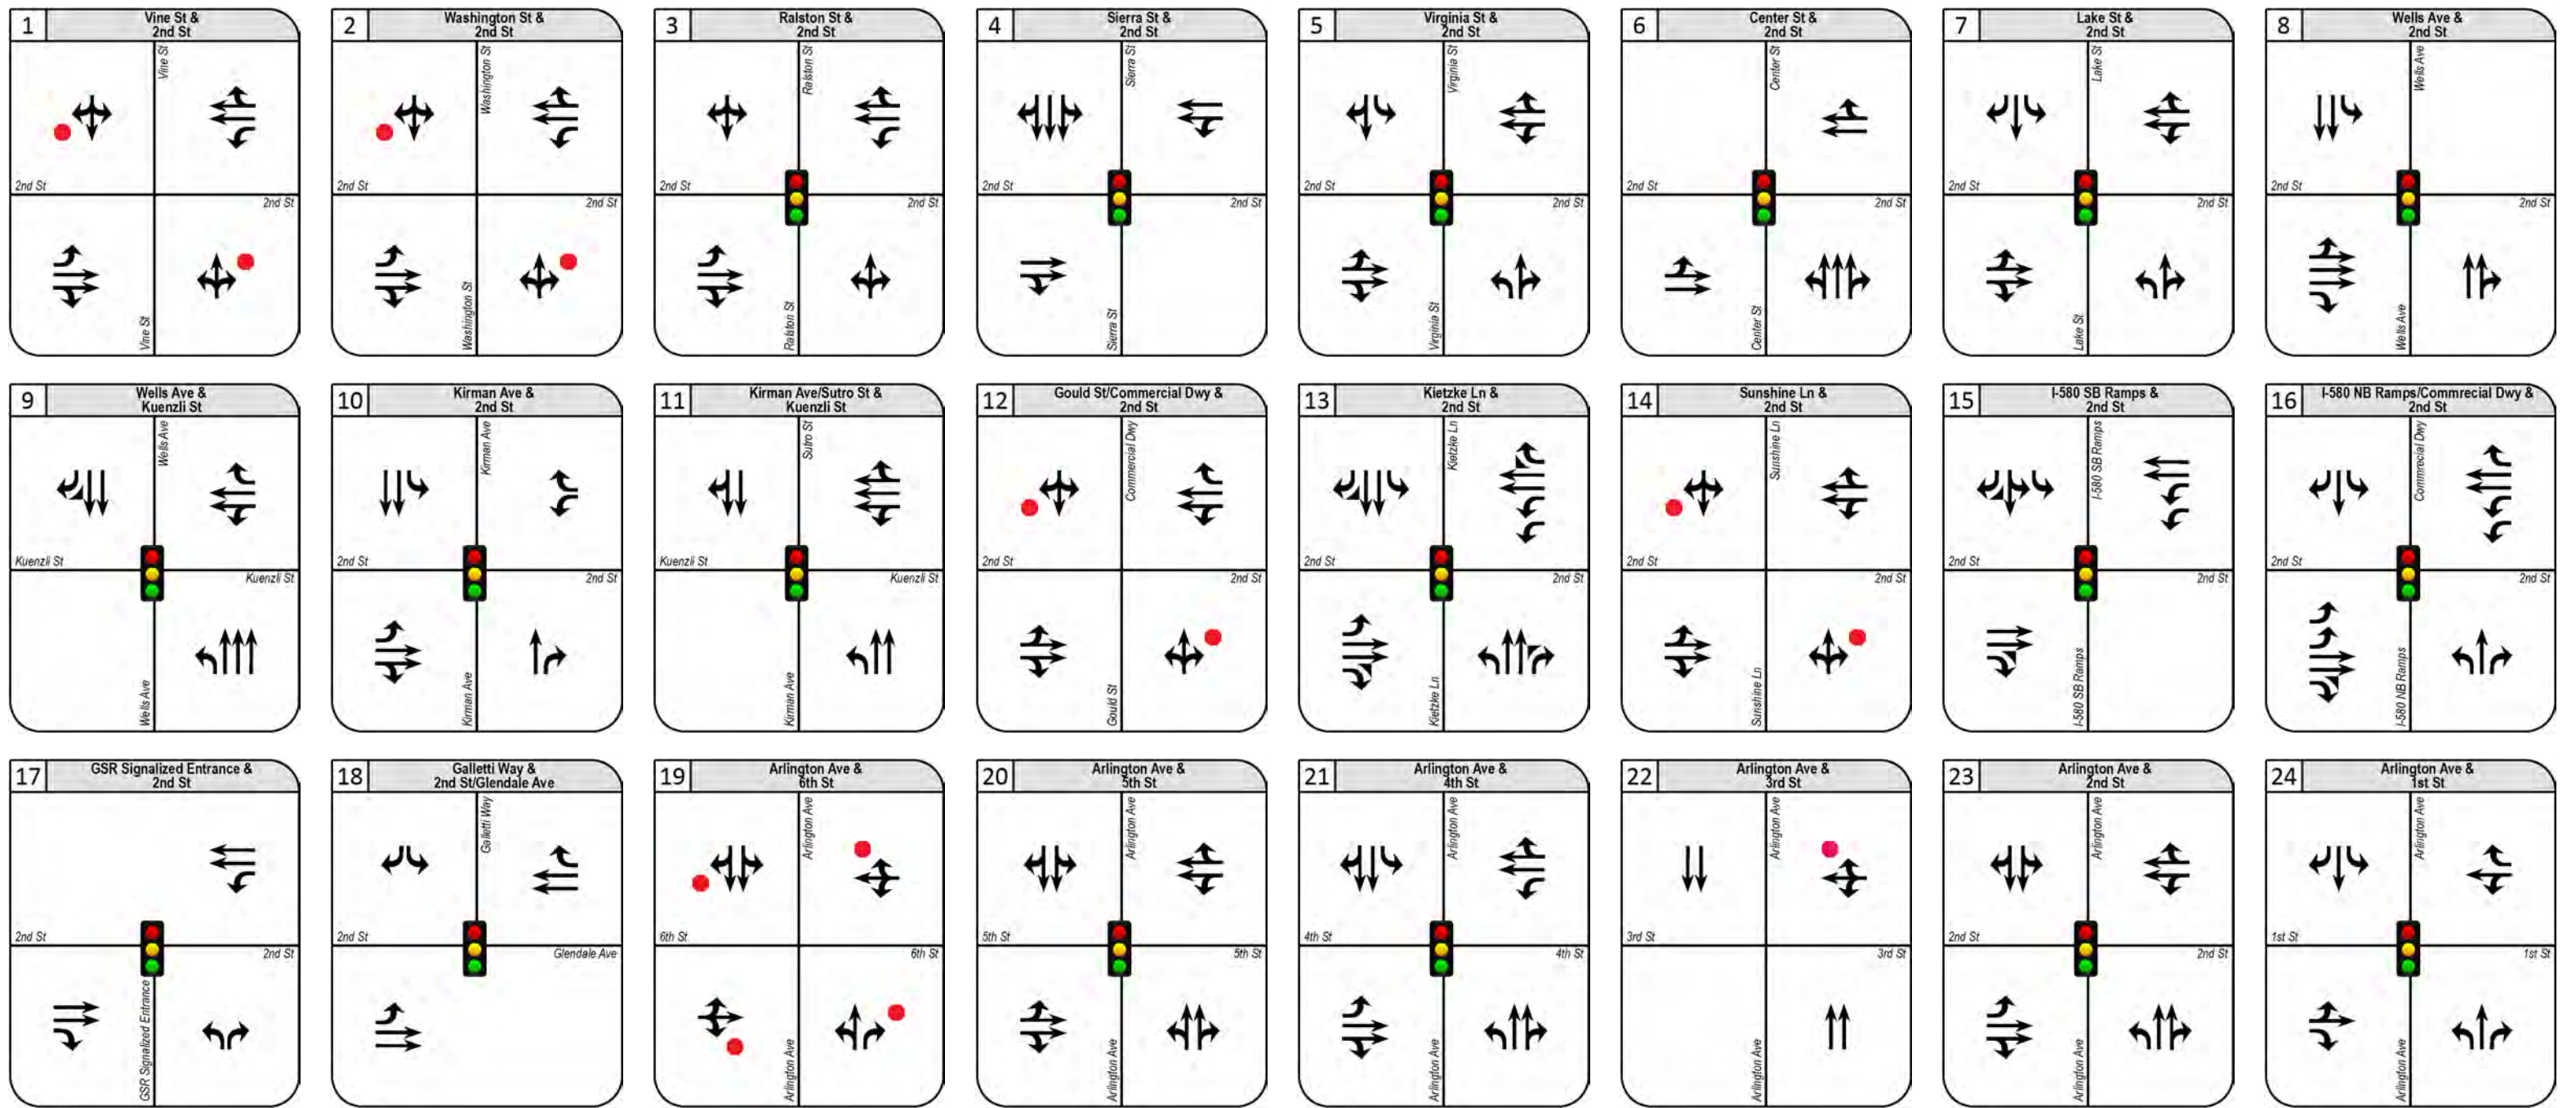 1
Vine St &
2nd St
Vine St
2nd St
2nd St
Vine St
2
Washington St &
2nd St
Washington St
2nd St
2nd St
Washington St
3
Ralston St &
2nd St
Ralston St
2nd St
2nd St
Ralston St
4
Sierra St &
2nd St
Sierra St
2nd St
2nd St
Sierra St
5
Virginia St &
2nd St
Virginia St
2nd St
2nd St
Virginia St
6
Center St &
2nd St
Center St
2nd St
2nd St
Center St
7
Lake St &
2nd St
Lake St
2nd St
2nd St
Lake St
8
Wells Ave &
2nd St
Wells Ave
2nd St
2nd St
Wells Ave
9
Wells Ave &
Kuenzli St
Wells Ave
Kuenzli St
Kuenzli St
Wells Ave
10
Kirman Ave &
2nd St
Kirman Ave
2nd St
2nd St
Kirman Ave
11
Kirman Ave/Sutro St &
Kuenzli St
Sutro St
Kuenzli St
Kuenzli St
Kirman Ave
12
Gould St/Commercial Dwy &
2nd St
Commercial Dwy
2nd St
2nd St
Gould St
13
Kietzke Ln &
2nd St
Kietzke Ln
2nd St
2nd St
Kietzke Ln
14
Sunshine Ln &
2nd St
Sunshine Ln
2nd St
2nd St
Sunshine Ln
15
I-580 SB Ramps &
2nd St
I-580 SB Ramps
2nd St
2nd St
I-580 SB Ramps
16
I-580 NB Ramps/Commrecial Dwy &
2nd St
Commrecial Dwy
2nd St
2nd St
I-580 NB Ramps
17
GSR Signalized Entrance &
2nd St
2nd St
2nd St
GSR Signalized Entrance
18
Galletti Way &
2nd St/Glendale Ave
Galletti Way
2nd St
Glendale Ave
19
Arlington Ave &
6th St
Arlington Ave
6th St
6th St
Arlington Ave
20
Arlington Ave &
5th St
Arlington Ave
5th St
5th St
Arlington Ave
21
Arlington Ave &
4th St
Arlington Ave
4th St
4th St
Arlington Ave
22
Arlington Ave &
3rd St
Arlington Ave
3rd St
3rd St
Arlington Ave
23
Arlington Ave &
2nd St
Arlington Ave
2nd St
2nd St
Arlington Ave
24
Arlington Ave &
1st St
Arlington Ave
1st St
1st St
Arlington Ave